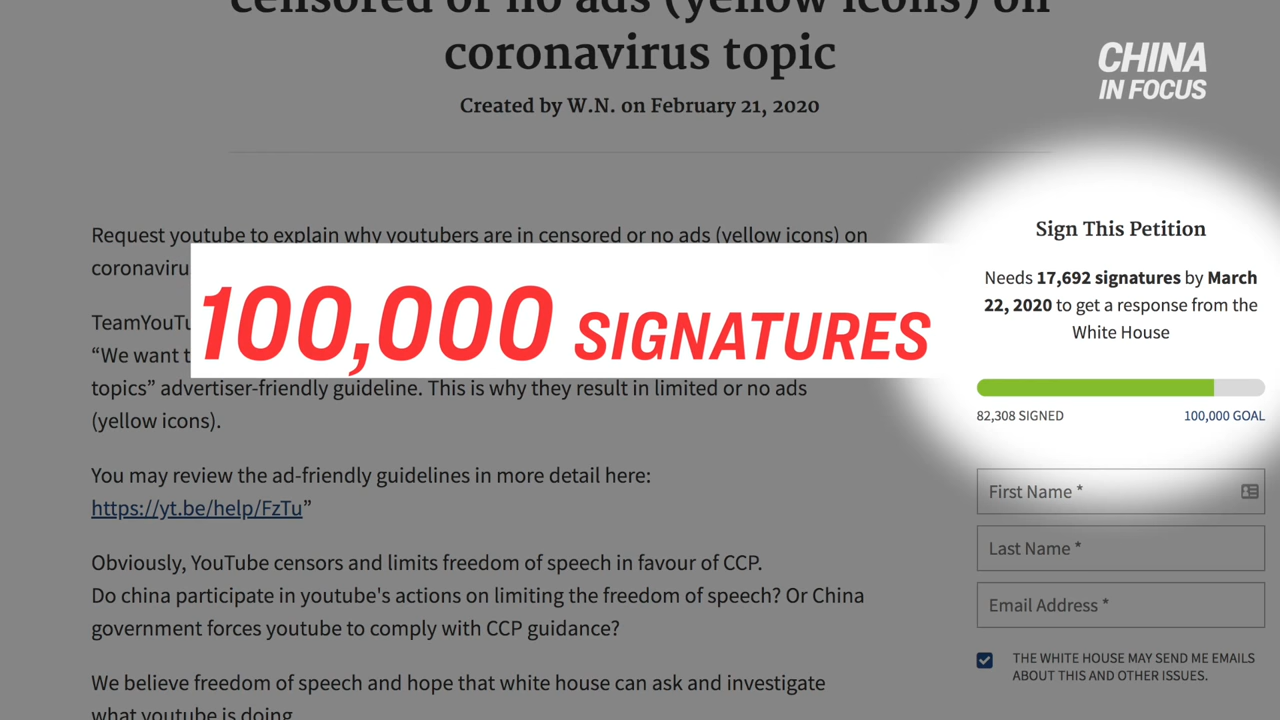 censored or no ads (yellow icons) on
coronavirus topic
CHINA
IN FOCUS
Created by W.N. on February 21, 2020
Request youtube to explain why youtubers are in censored or no ads (yellow icons) on
coronaviru
TeamYouTu
“We want t
100,000 SIGNATURES
topics” advertiser-friendly guideline. This is why they result in limited or no ads
(yellow icons).
You may review the ad-friendly guidelines in more detail here:
https://yt.be/help/FzTu”
Obviously, YouTube censors and limits freedom of speech in favour of CCP.
Do china participate in youtube's actions on limiting the freedom of speech? Or China
government forces youtube to comply with CCP guidance?
We believe freedom of speech and hope that white house can ask and investigate
what youtube is doing
Sign This Petition
Needs 17,692 signatures by March
22, 2020 to get a response from the
White House
82,308 SIGNED
100,000 GOAL
First Name *
Last Name *
Email Address *
THE WHITE HOUSE MAY SEND ME EMAILS
ABOUT THIS AND OTHER ISSUES.